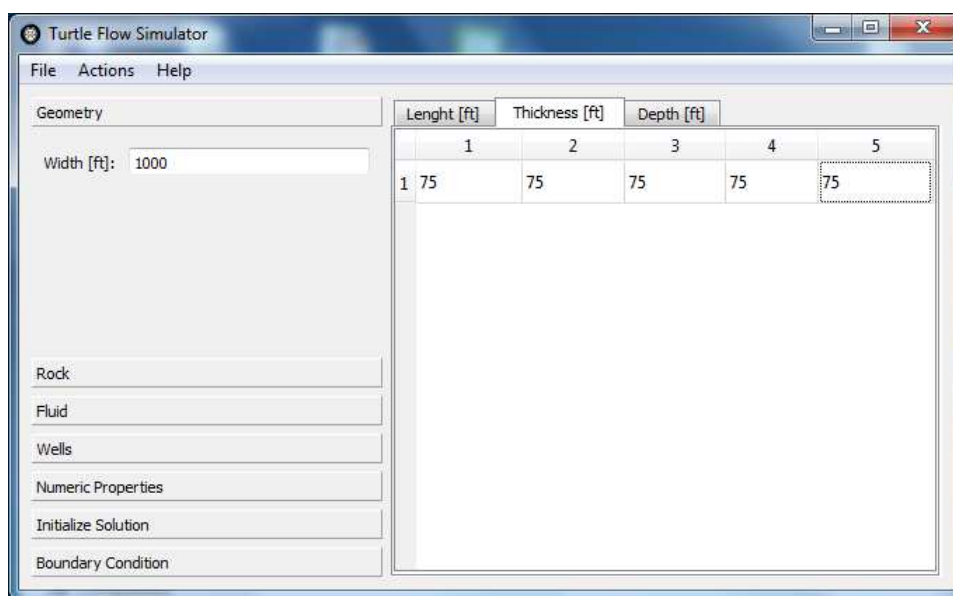 Turtle Flow Simulator
File Actions Help
Geometry
Width [ft]: 1000
Rock
Fluid
Wells
Numeric Properties
Initialize Solution
Boundary Condition
Lenght [ft] Thickness [ft] Depth [ft]
1 2 3 4 5
1 75 75 75 75 75